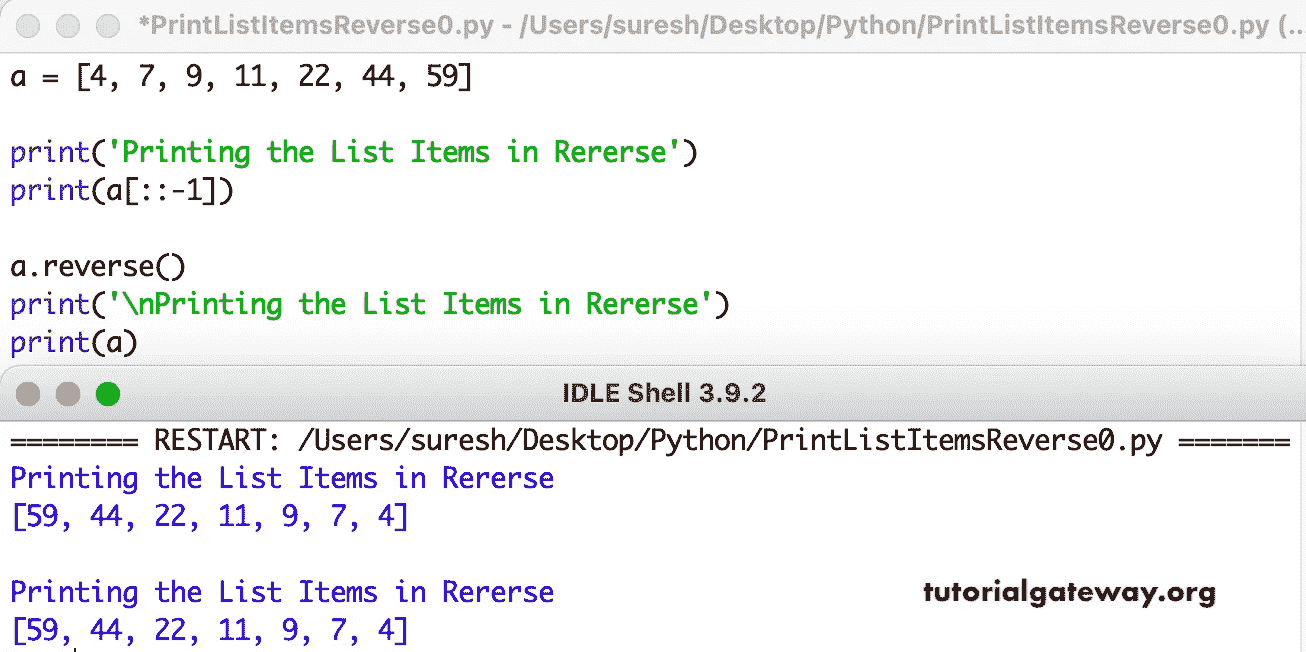 *PrintListItemsReverse0.py - /Users/suresh/Desktop/Python/PrintListItemsReverse0.py (...
a = [4, 7, 9, 11, 22, 44, 59]
print('Printing the List Items in Rererse')
print(a[::-1])
a.reverse()
print('\nPrinting the List Items in Rererse')
print(a)
IDLE Shell 3.9.2
======== RESTART: /Users/suresh/Desktop/Python/PrintListItemsReverse0.py =======
Printing the List Items in Rererse
[59, 44, 22, 11, 9, 7, 4]
Printing the List Items in Rererse
[59, 44, 22, 11, 9, 7, 4]
tutorialgateway.org